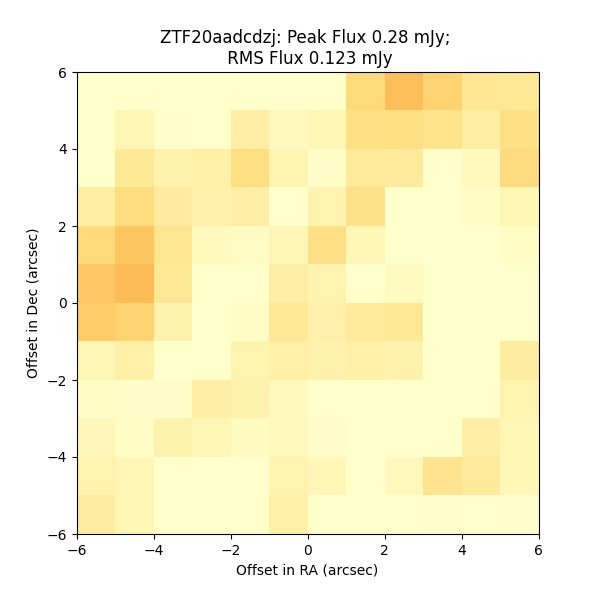 ZTF20aadcdzj: Peak Flux 0.28 mJy;
RMS Flux 0.123 mJy
6
4
2
0
−2
−4
−6
Offset in Dec (arcsec)
−6 −4 −2 0 2 4 6
Offset in RA (arcsec)